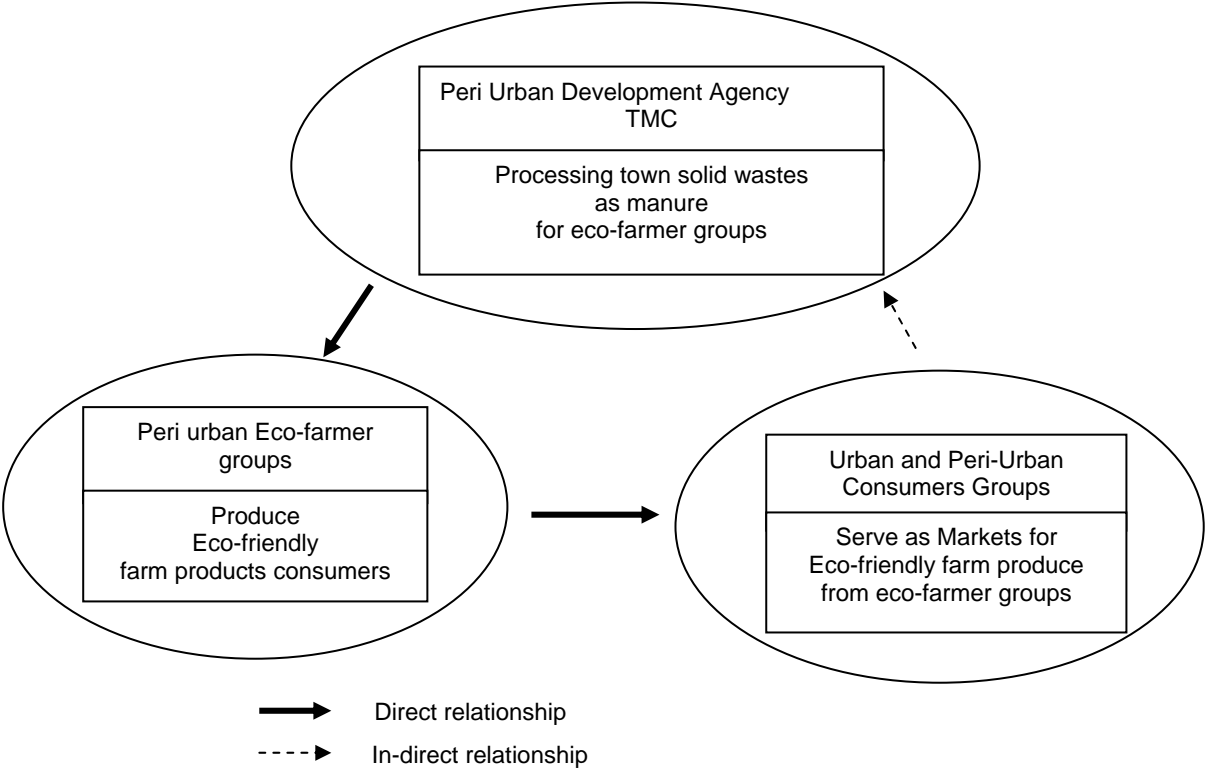 Peri Urban Development Agency
TMC
Processing town solid wastes
as manure
for eco-farmer groups
Peri urban Eco-farmer
groups
Produce
Eco-friendly
farm products consumers
Urban and Peri-Urban
Consumers Groups
Serve as Markets for
Eco-friendly farm produce
from eco-farmer groups
Direct relationship
In-direct relationship